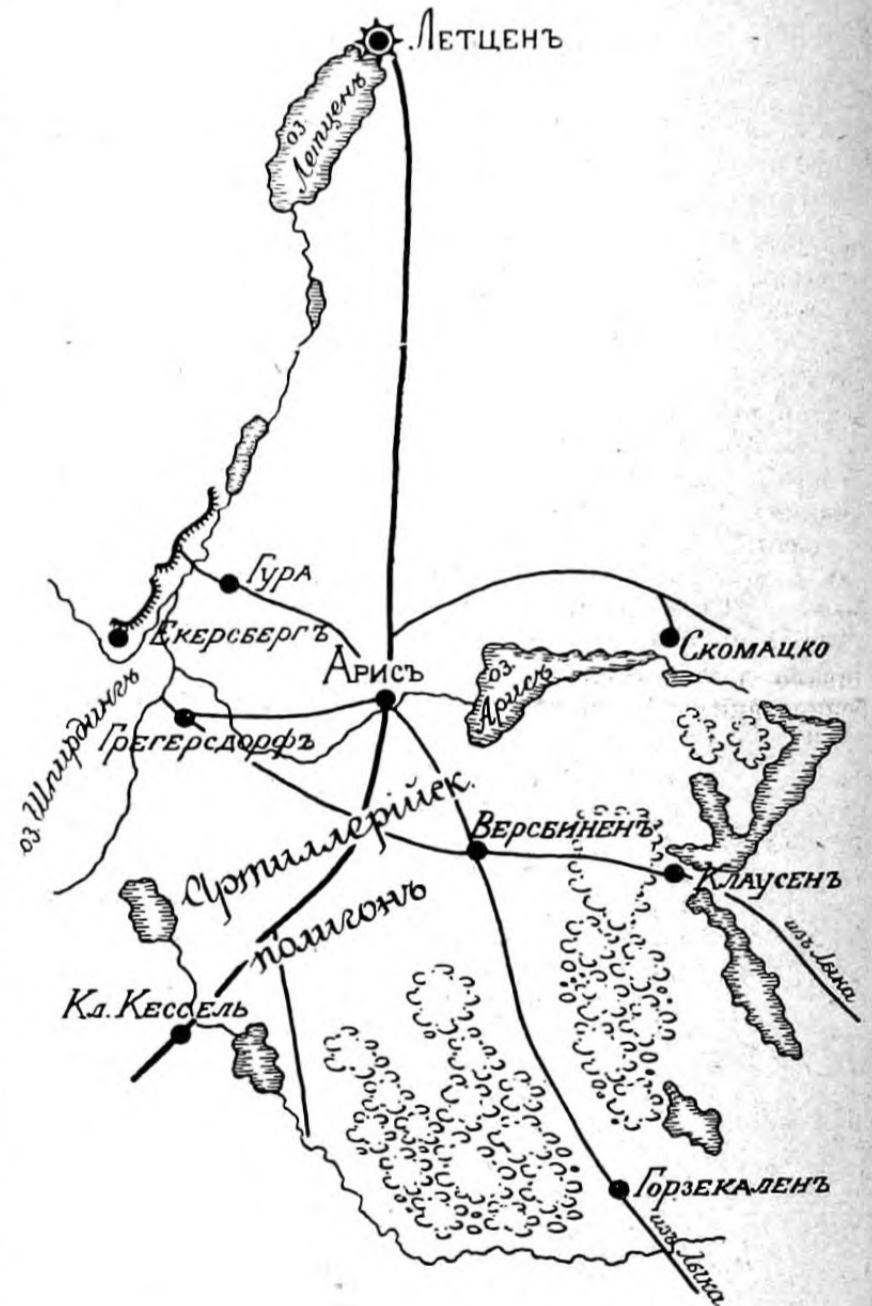 .Летценъ
оз.
Летценъ
Гура
Екерсбергъ
Скомацко
Арисъ
оз.
Арисъ
Грегерсдорфъ
оз. Шпирдингъ
Артиллерійск.
полигонъ
Версбиненъ
Клаусенъ
изъ Лыка
Кл. Кессель
Горзекаленъ
изъ Лыка